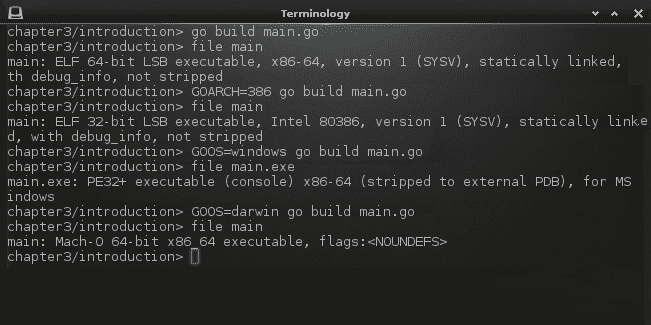 Terminology
chapter3/introduction> go build main.go
chapter3/introduction> file main
main: ELF 64-bit LSB executable, x86-64, version 1 (SYSV), statically linked,
th debug_info, not stripped
chapter3/introduction> GOARCH=386 go build main.go
chapter3/introduction> file main
main: ELF 32-bit LSB executable, Intel 80386, version 1 (SYSV), statically linke
d, with debug_info, not stripped
chapter3/introduction> GOOS=windows go build main.go
chapter3/introduction> file main.exe
main.exe: PE32+ executable (console) x86-64 (stripped to external PDB), for MS
indows
chapter3/introduction> GOOS=darwin go build main.go
chapter3/introduction> file main
main: Mach-O 64-bit x86_64 executable, flags:<NOUNDEFS>
chapter3/introduction>